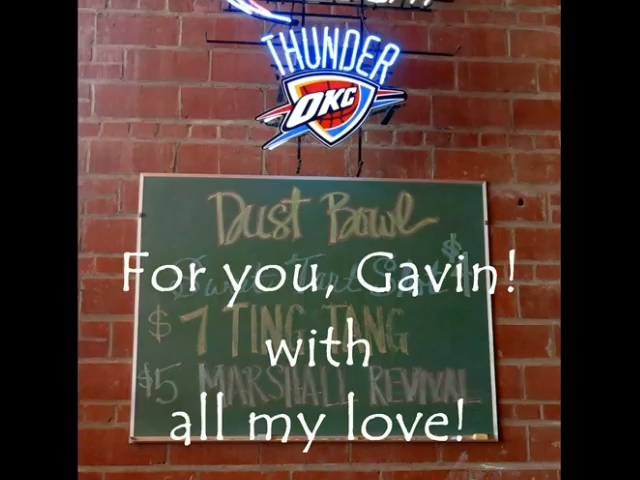 THUNDER
OKC
Dust Bowl
For you, Gavin!
$7 TING TANG
with
$5 MARSHALL REVIVAL
all my love!